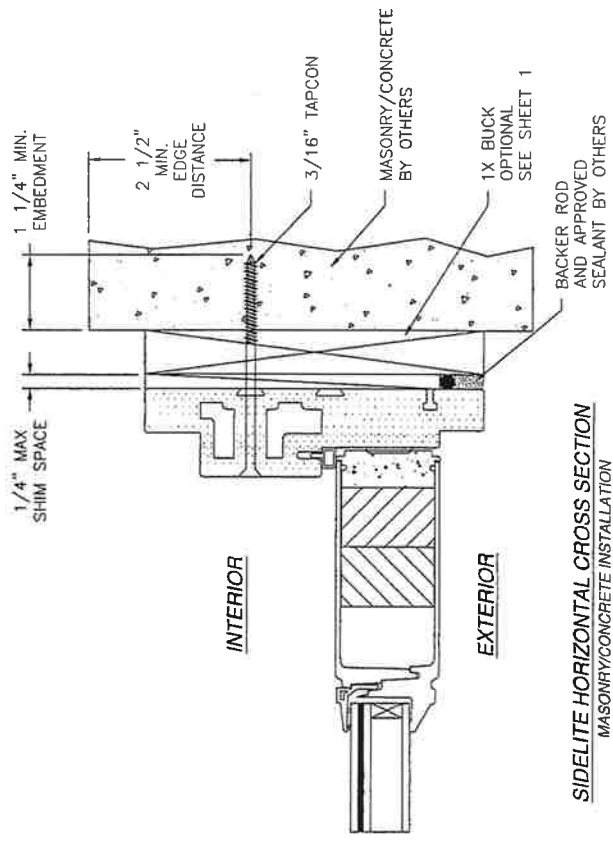 1 1/4" MIN.
EMBEDMENT
2 1/2"
MIN.
EDGE
DISTANCE
3/16" TAPCON
MASONRY/CONCRETE
BY OTHERS
1X BUCK
OPTIONAL
SEE SHEET 1
BACKER ROD
AND APPROVED
SEALANT BY OTHERS
1/4" MAX
SHIM SPACE
INTERIOR
EXTERIOR
SIDELITE HORIZONTAL CROSS SECTION
MASONRY/CONCRETE INSTALLATION